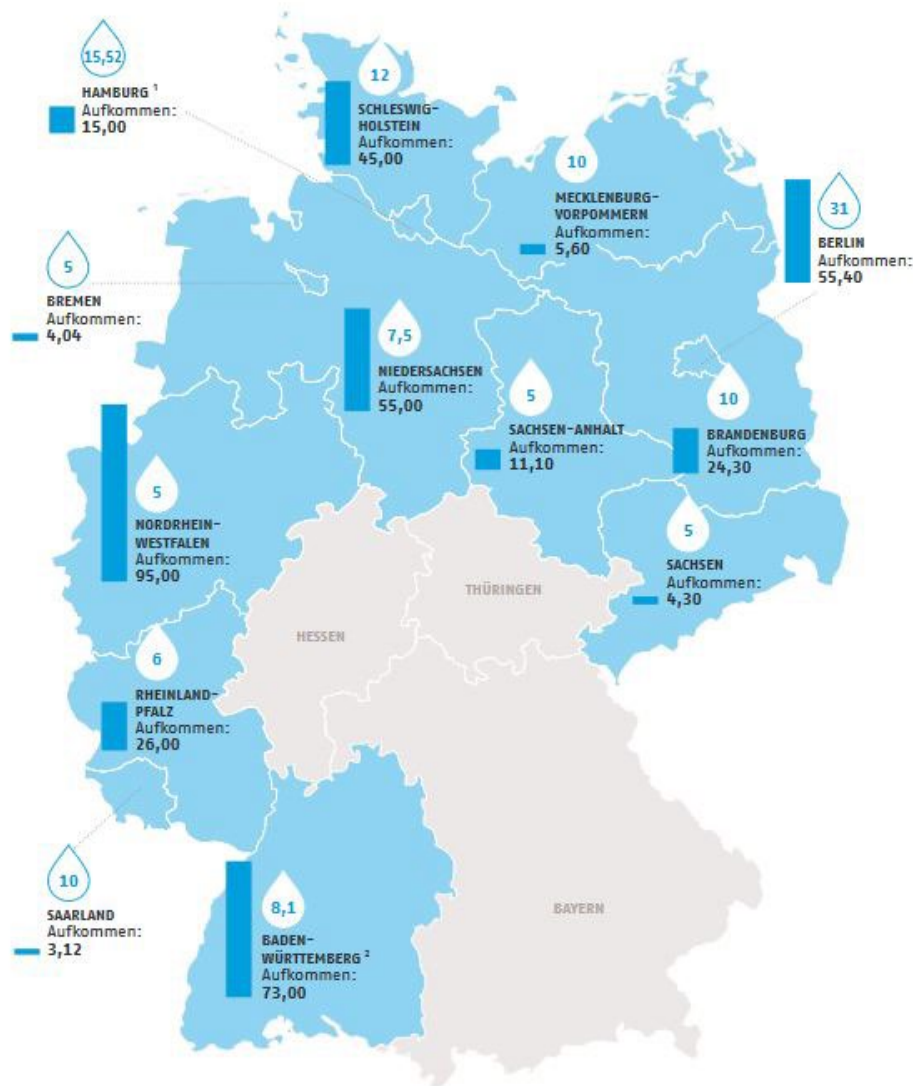 15,52
HAMBURG ¹
Aufkommen:
15,00
12
SCHLESWIG-
HOLSTEIN
Aufkommen:
45,00
10
MECKLENBURG-
VORPOMMERN
Aufkommen:
5,60
31
BERLIN
Aufkommen:
55,40
5
BREMEN
Aufkommen:
4,04
7,5
NIEDERSACHSEN
Aufkommen:
55,00
5
SACHSEN-ANHALT
Aufkommen:
11,10
10
BRANDENBURG
Aufkommen:
24,30
5
NORDRHEIN-
WESTFALEN
Aufkommen:
95,00
5
SACHSEN
Aufkommen:
4,30
THÜRINGEN
HESSEN
6
RHEINLAND-
PFALZ
Aufkommen:
26,00
10
SAARLAND
Aufkommen:
3,12
8,1
BADEN-
WÜRTTEMBERG ²
Aufkommen:
73,00
BAYERN